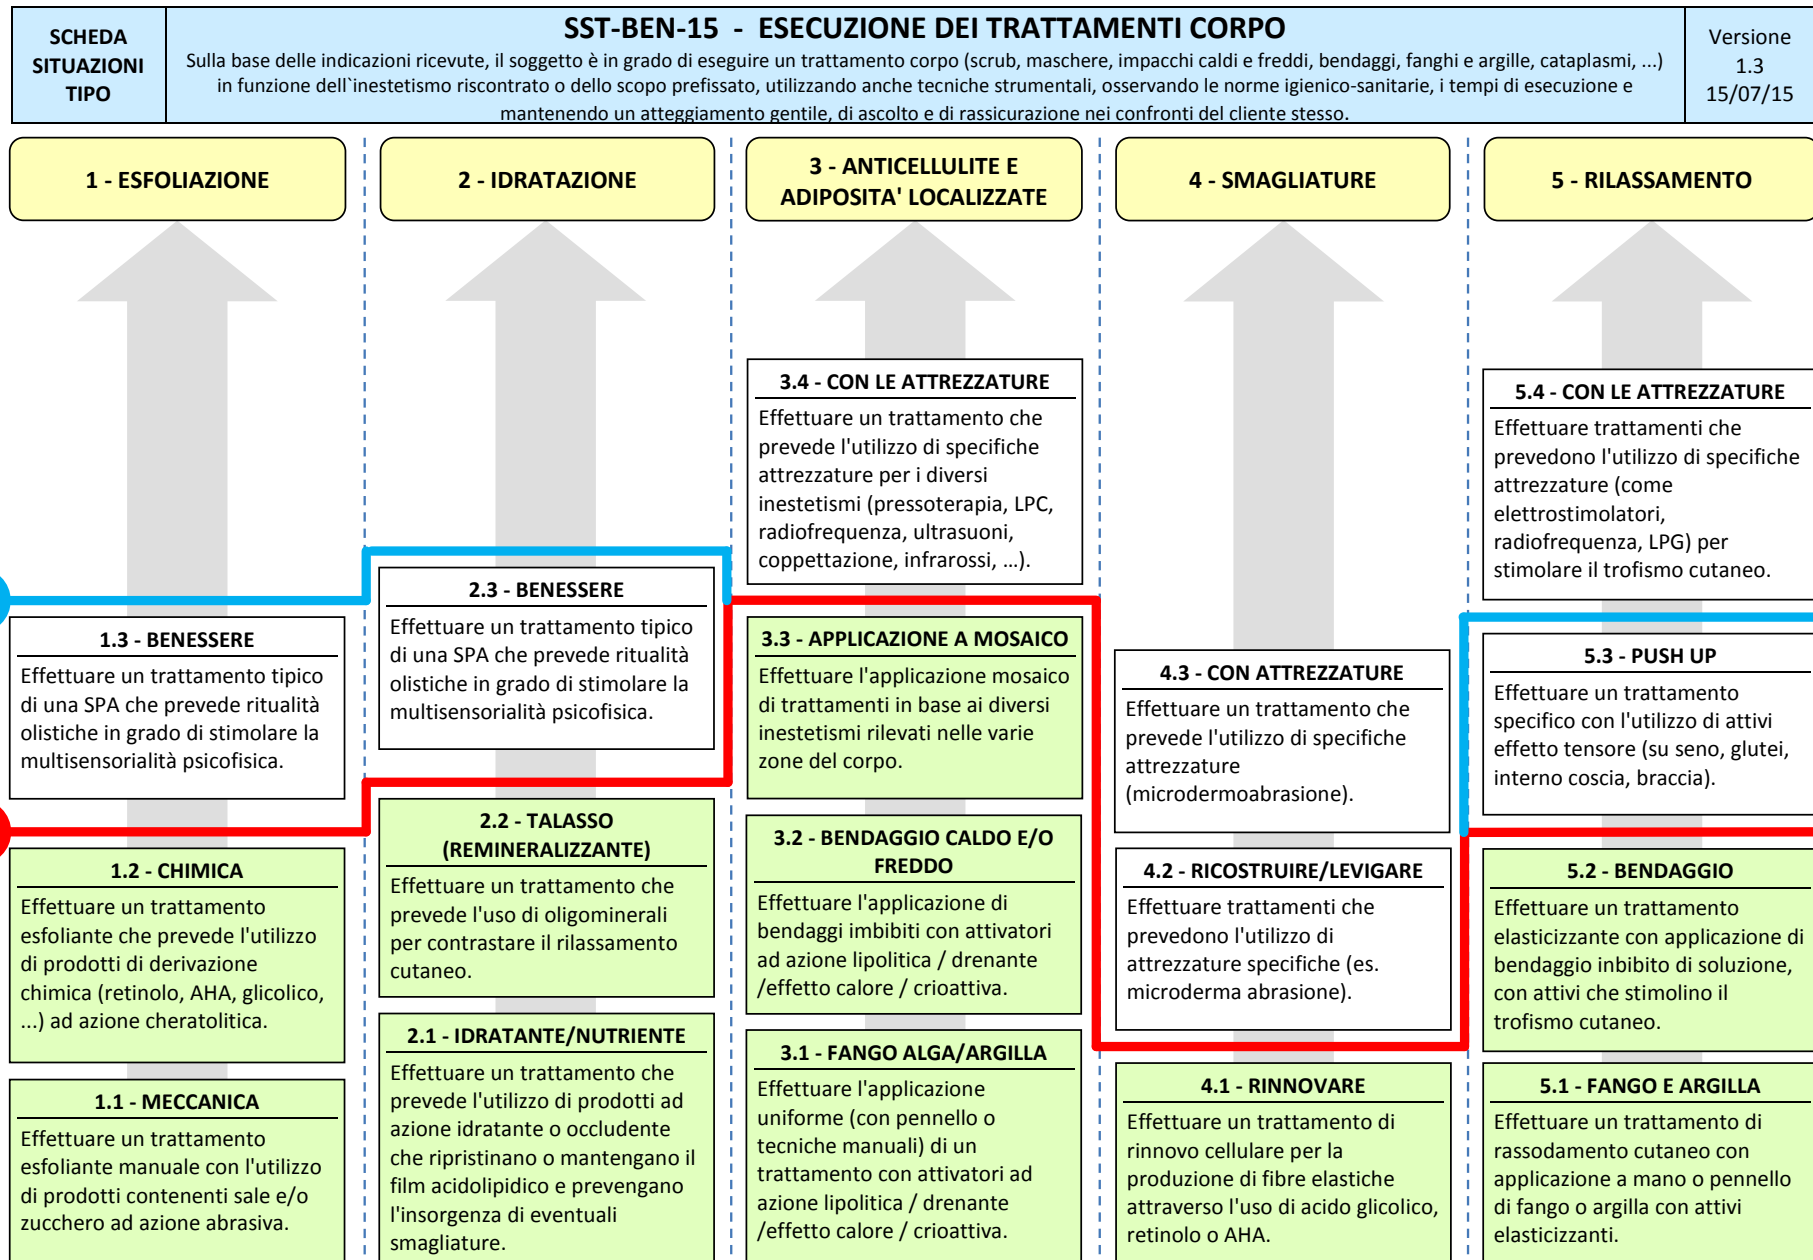 SCHEDA
SITUAZIONI
TIPO
SST-BEN-15 - ESECUZIONE DEI TRATTAMENTI CORPO
Sulla base delle indicazioni ricevute, il soggetto è in grado di eseguire un trattamento corpo (scrub, maschere, impacchi caldi e freddi, bendaggi, fanghi e argille, cataplasmi, ...)
in funzione dell`inestetismo riscontrato o dello scopo prefissato, utilizzando anche tecniche strumentali, osservando le norme igienico-sanitarie, i tempi di esecuzione e
mantenendo un atteggiamento gentile, di ascolto e di rassicurazione nei confronti del cliente stesso.
Versione
1.3
15/07/15
1 - ESFOLIAZIONE
1.3 - BENESSERE
Effettuare un trattamento tipico
di una SPA che prevede ritualità
olistiche in grado di stimolare la
multisensorialità psicofisica.
1.2 - CHIMICA
Effettuare un trattamento
esfoliante che prevede l'utilizzo
di prodotti di derivazione
chimica (retinolo, AHA, glicolico,
...) ad azione cheratolitica.
1.1 - MECCANICA
Effettuare un trattamento
esfoliante manuale con l'utilizzo
di prodotti contenenti sale e/o
zucchero ad azione abrasiva.
2 - IDRATAZIONE
2.3 - BENESSERE
Effettuare un trattamento tipico
di una SPA che prevede ritualità
olistiche in grado di stimolare la
multisensorialità psicofisica.
2.2 - TALASSO
(REMINERALIZZANTE)
Effettuare un trattamento che
prevede l'uso di oligominerali
per contrastare il rilassamento
cutaneo.
2.1 - IDRATANTE/NUTRIENTE
Effettuare un trattamento che
prevede l'utilizzo di prodotti ad
azione idratante o occludente
che ripristinano o mantengano il
film acidolipidico e prevengano
l'insorgenza di eventuali
smagliature.
3 - ANTICELLULITE E
ADIPOSITA' LOCALIZZATE
3.4 - CON LE ATTREZZATURE
Effettuare un trattamento che
prevede l'utilizzo di specifiche
attrezzature per i diversi
inestetismi (pressoterapia, LPC,
radiofrequenza, ultrasuoni,
coppettazione, infrarossi, ...).
3.3 - APPLICAZIONE A MOSAICO
Effettuare l'applicazione mosaico
di trattamenti in base ai diversi
inestetismi rilevati nelle varie
zone del corpo.
3.2 - BENDAGGIO CALDO E/O
FREDDO
Effettuare l'applicazione di
bendaggi imbibiti con attivatori
ad azione lipolitica / drenante
/effetto calore / crioattiva.
3.1 - FANGO ALGA/ARGILLA
Effettuare l'applicazione
uniforme (con pennello o
tecniche manuali) di un
trattamento con attivatori ad
azione lipolitica / drenante
/effetto calore / crioattiva.
4 - SMAGLIATURE
4.3 - CON ATTREZZATURE
Effettuare un trattamento che
prevede l'utilizzo di specifiche
attrezzature
(microdermoabrasione).
4.2 - RICOSTRUIRE/LEVIGARE
Effettuare trattamenti che
prevedono l'utilizzo di
attrezzature specifiche (es.
microderma abrasione).
4.1 - RINNOVARE
Effettuare un trattamento di
rinnovo cellulare per la
produzione di fibre elastiche
attraverso l'uso di acido glicolico,
retinolo o AHA.
5 - RILASSAMENTO
5.4 - CON LE ATTREZZATURE
Effettuare trattamenti che
prevedono l'utilizzo di specifiche
attrezzature (come
elettrostimolatori,
radiofrequenza, LPG) per
stimolare il trofismo cutaneo.
5.3 - PUSH UP
Effettuare un trattamento
specifico con l'utilizzo di attivi
effetto tensore (su seno, glutei,
interno coscia, braccia).
5.2 - BENDAGGIO
Effettuare un trattamento
elasticizzante con applicazione di
bendaggio inbibito di soluzione,
con attivi che stimolino il
trofismo cutaneo.
5.1 - FANGO E ARGILLA
Effettuare un trattamento di
rassodamento cutaneo con
applicazione a mano o pennello
di fango o argilla con attivi
elasticizzanti.